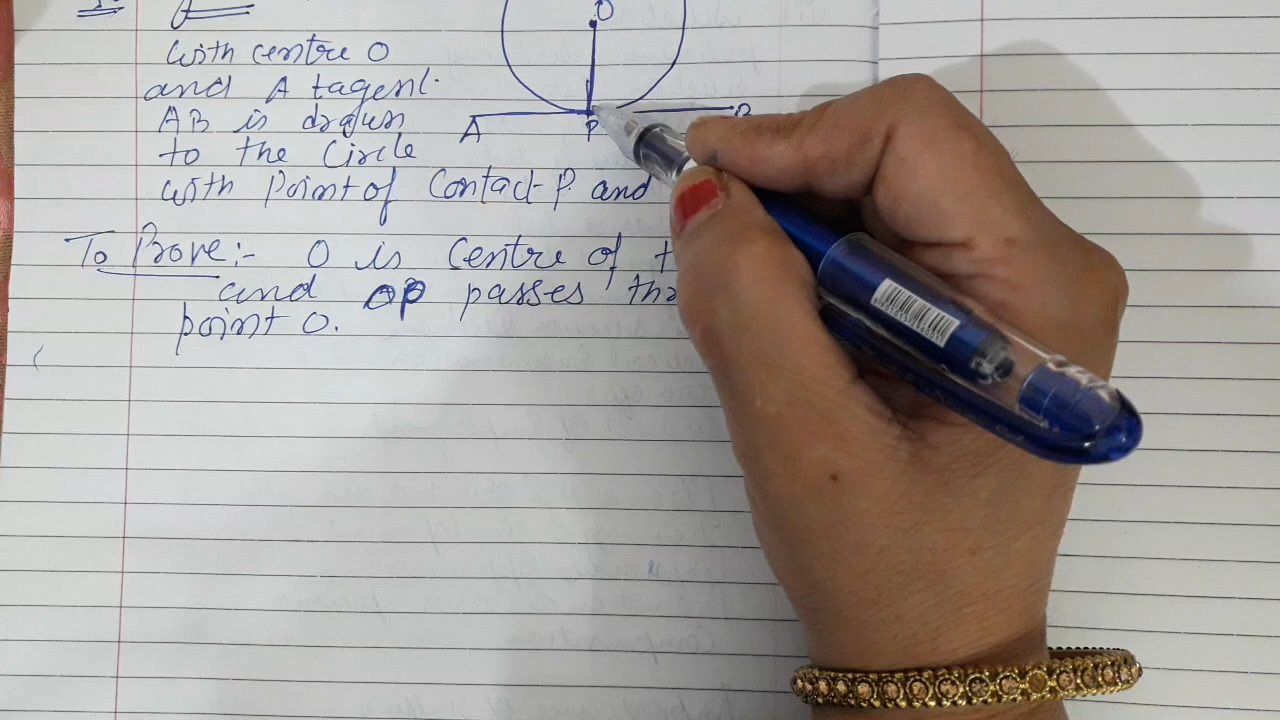 O
with centre O
and A tagent.
AB is drawn
to the Circle
A
P
B
with Point of Contact P. and
To Prove:- O is centre of
and OP passes
point O.